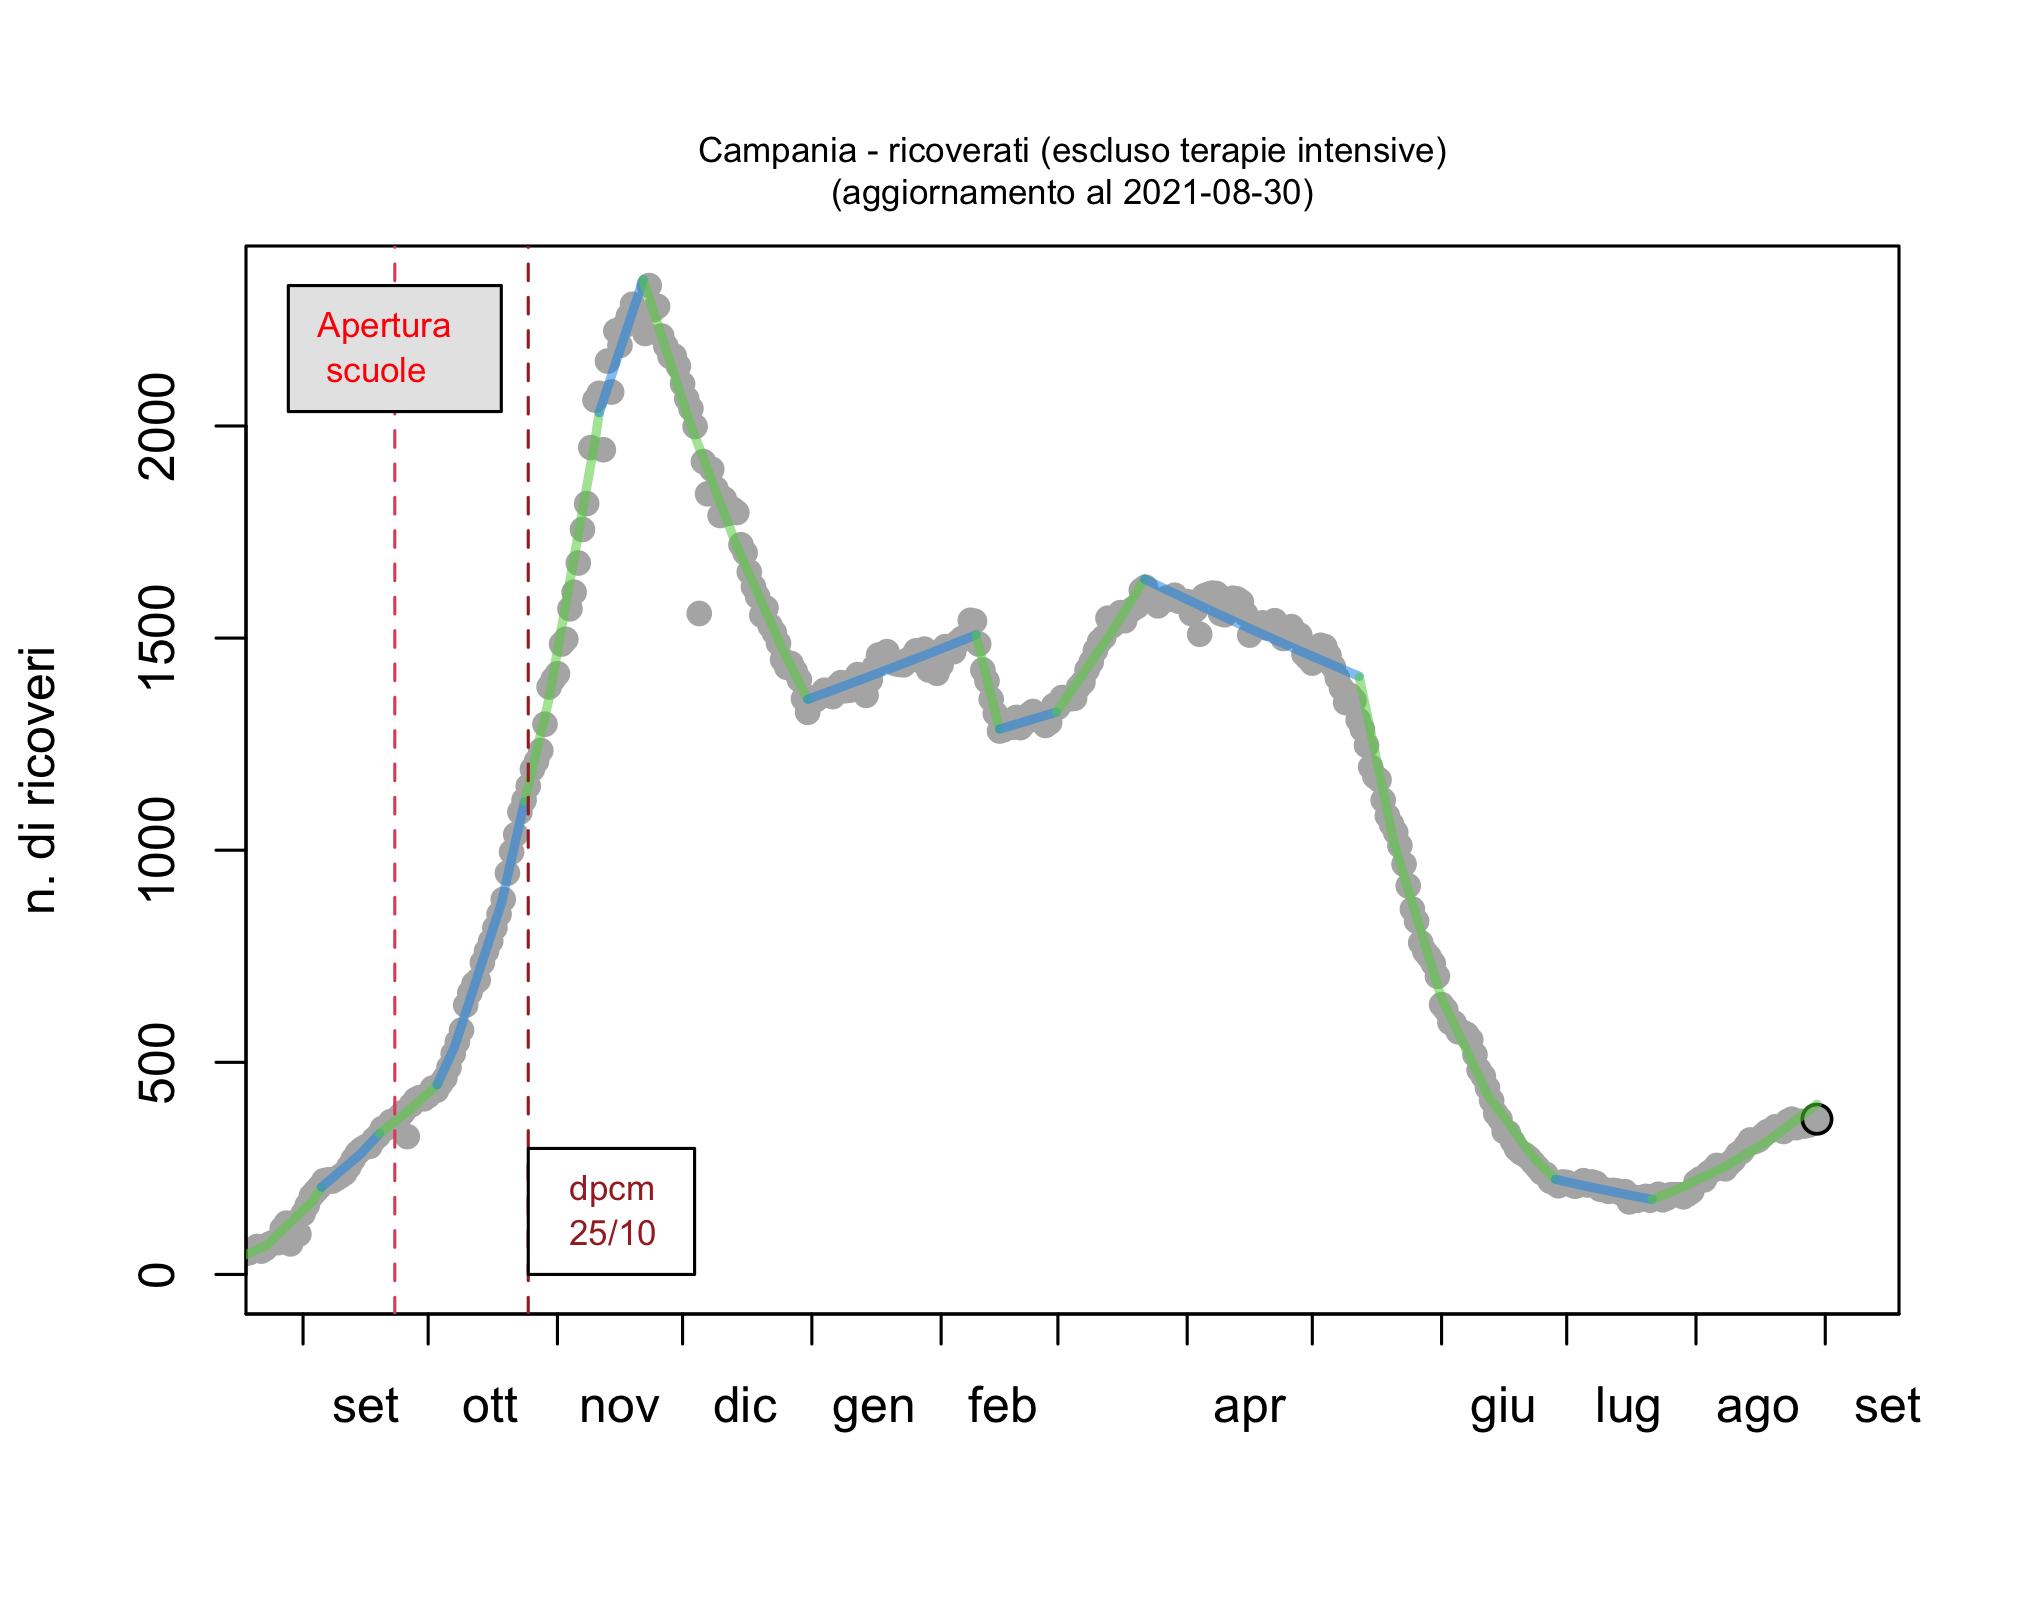 Campania - ricoverati (escluso terapie intensive)
(aggiornamento al 2021-08-30)
Apertura
scuole
n. di ricoveri
2000
1500
1000
500
0
dpcm
25/10
set ott nov dic gen feb apr giu lug ago set